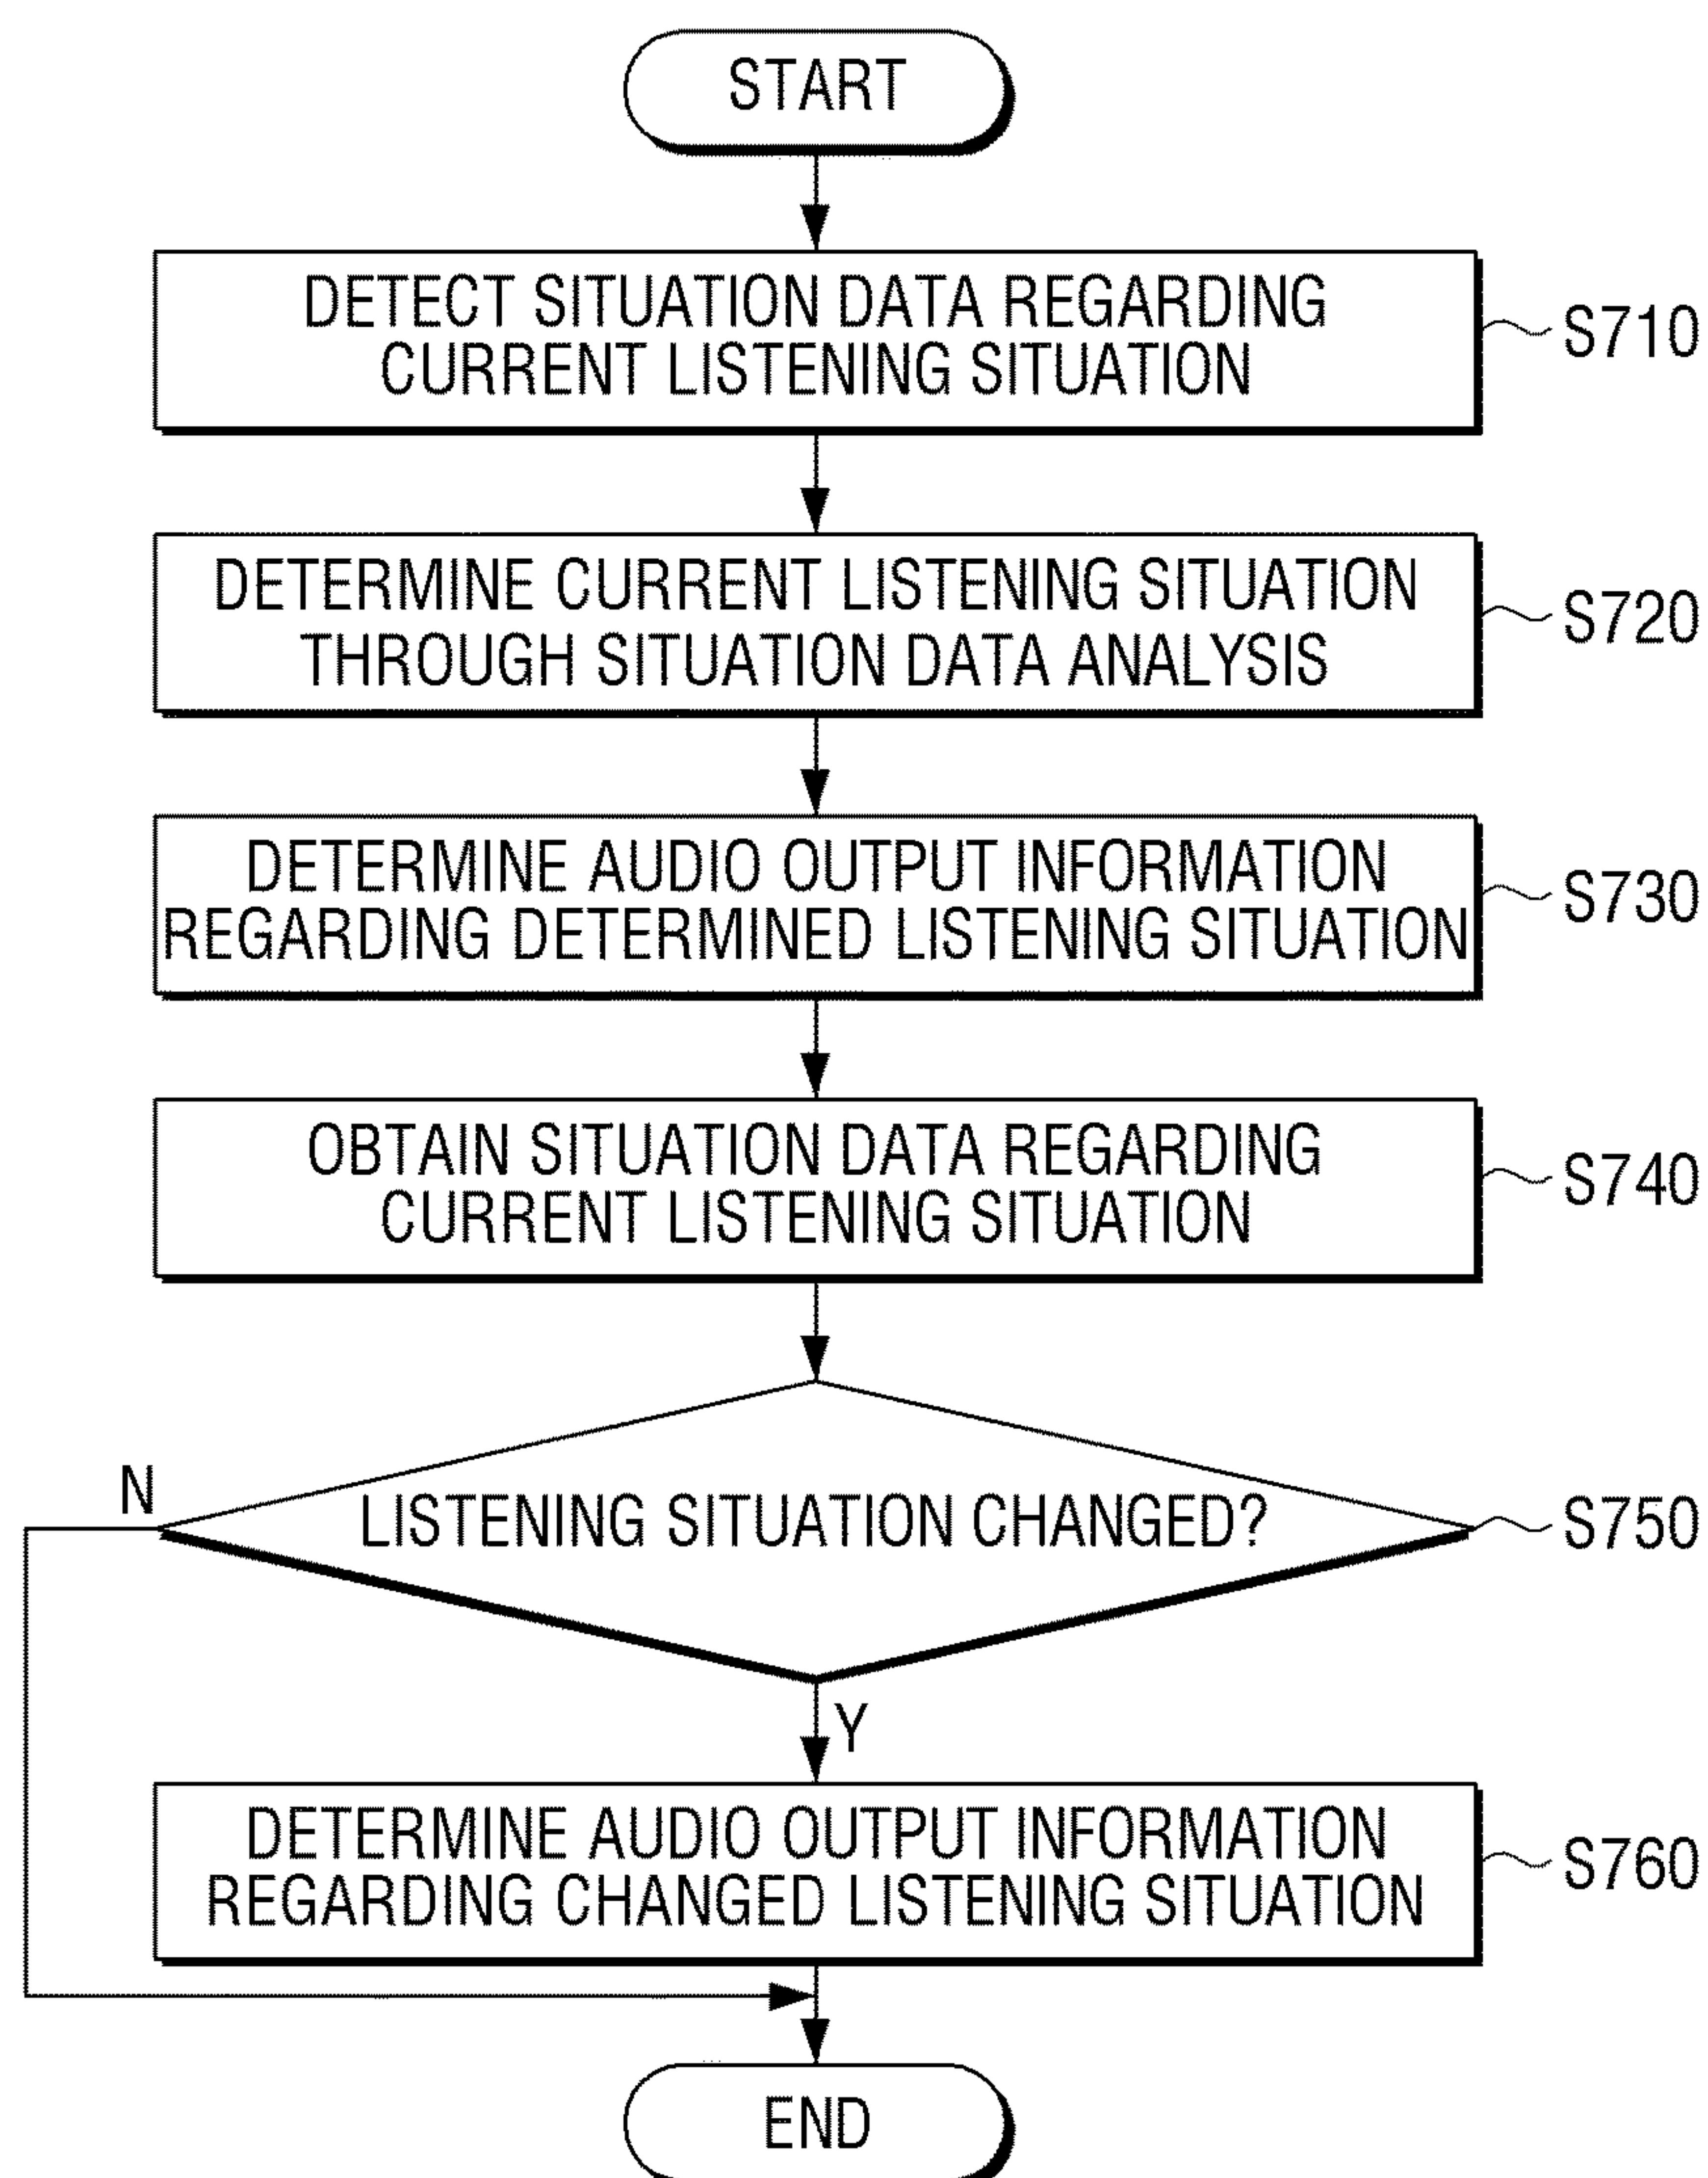 START
DETECT SITUATION DATA REGARDING
CURRENT LISTENING SITUATION
S710
DETERMINE CURRENT LISTENING SITUATION
THROUGH SITUATION DATA ANALYSIS
S720
DETERMINE AUDIO OUTPUT INFORMATION
REGARDING DETERMINED LISTENING SITUATION
S730
OBTAIN SITUATION DATA REGARDING
CURRENT LISTENING SITUATION
S740
N
LISTENING SITUATION CHANGED?
S750
Y
DETERMINE AUDIO OUTPUT INFORMATION
REGARDING CHANGED LISTENING SITUATION
S760
END